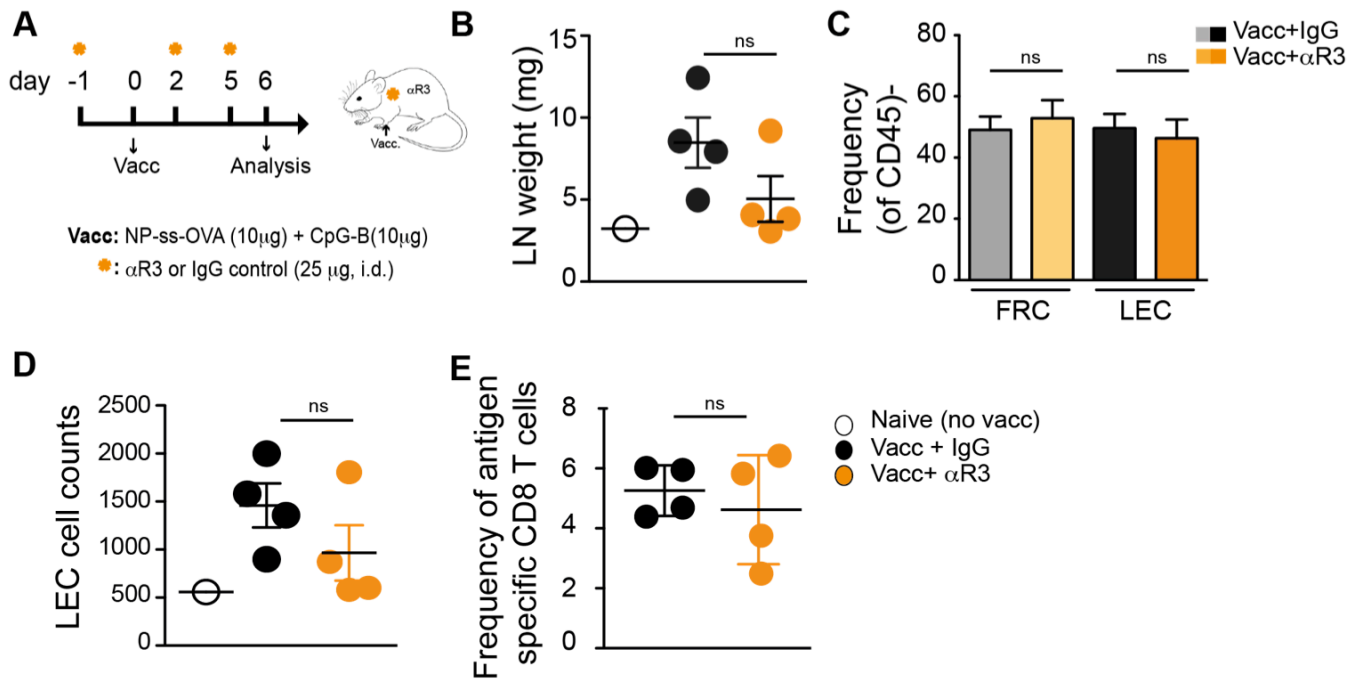 A
day -1 0 2 5 6
Vacc
Analysis
αR3
Vacc.
Vacc: NP-ss-OVA (10μg) + CpG-B(10μg)
: αR3 or IgG control (25 μg, i.d.)
B
LN weight (mg)
15
10
5
0
ns
C
Frequency
(of CD45)-
80
60
40
20
0
ns
ns
FRC
LEC
Vacc+IgG
Vacc+αR3
D
LEC cell counts
2500
2000
1500
1000
500
0
ns
E
Frequency of antigen
specific CD8 T cells
8
6
4
2
0
ns
Naive (no vacc)
Vacc + IgG
Vacc+ αR3